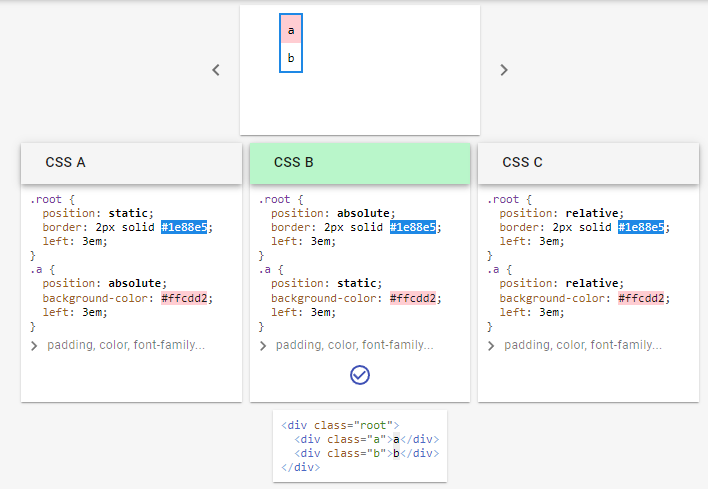 a
b
CSS A
.root {
position: static;
border: 2px solid #1e88e5;
left: 3em;
}
.a {
position: absolute;
background-color: #ffcdd2;
left: 3em;
}
padding, color, font-family...
CSS B
.root {
position: absolute;
border: 2px solid #1e88e5;
left: 3em;
}
.a {
position: static;
background-color: #ffcdd2;
left: 3em;
}
padding, color, font-family...
CSS C
.root {
position: relative;
border: 2px solid #1e88e5;
left: 3em;
}
.a {
position: relative;
background-color: #ffcdd2;
left: 3em;
}
padding, color, font-family...
<div class="root">
<div class="a">a</div>
<div class="b">b</div>
</div>